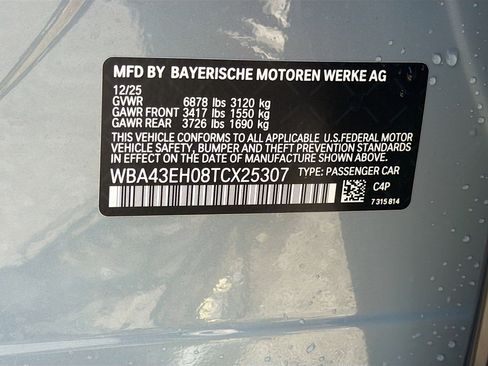 MFD BY BAYERISCHE MOTOREN WERKE AG
12/25
GVWR 6878 lbs 3120 kg
GAWR FRONT 3417 lbs 1550 kg
GAWR REAR 3726 lbs 1690 kg
THIS VEHICLE CONFORMS TO ALL APPLICABLE U.S.FEDERAL MOTOR
VEHICLE SAFETY, BUMPER AND THEFT PREVENTION STANDARDS
IN EFFECT ON THE DATE OF MANUFACTURE SHOWN ABOVE.
WBA43EH08TCX25307 TYPE: PASSENGER CAR
C4P
7 315 814